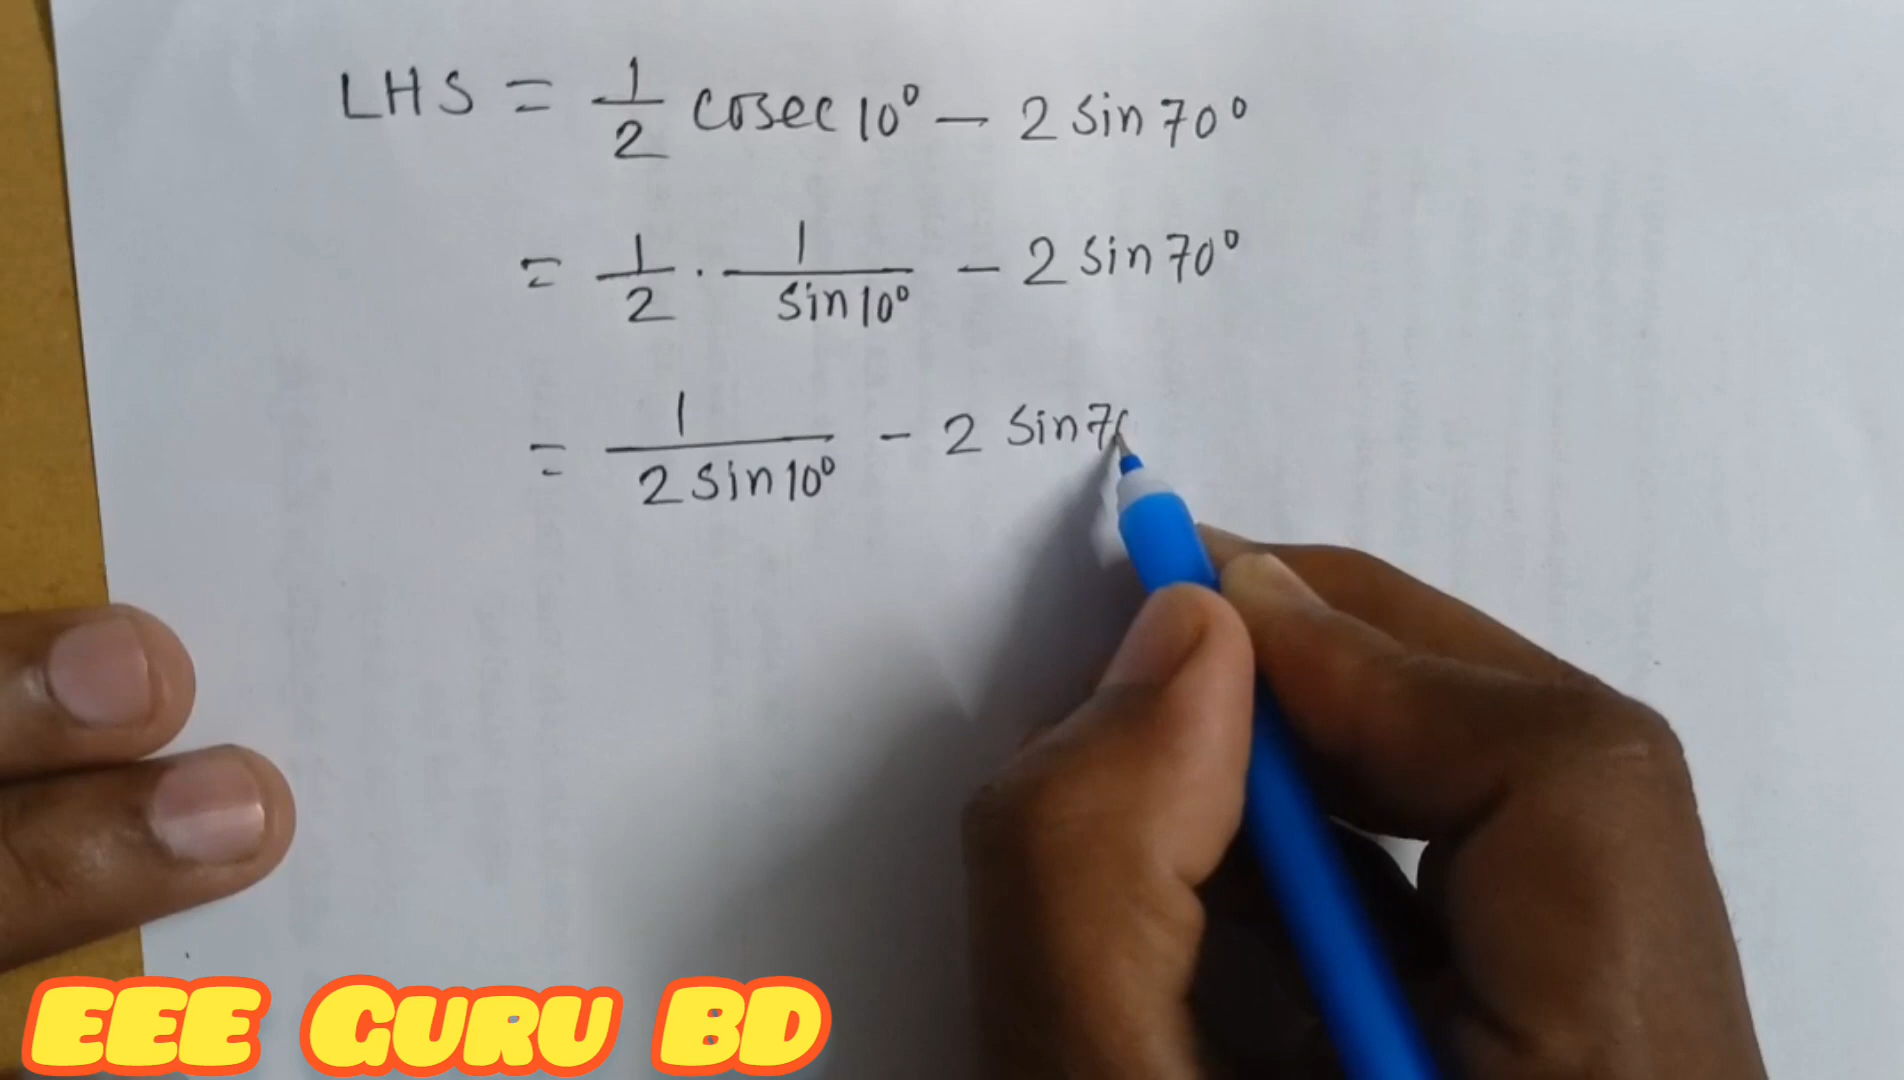 LHS = 1/2 cosec 10° - 2 sin 70°
= 1/2 . 1/sin 10° - 2 sin 70°
= 1/2 sin 10° - 2 sin 7
EEE GURU BD